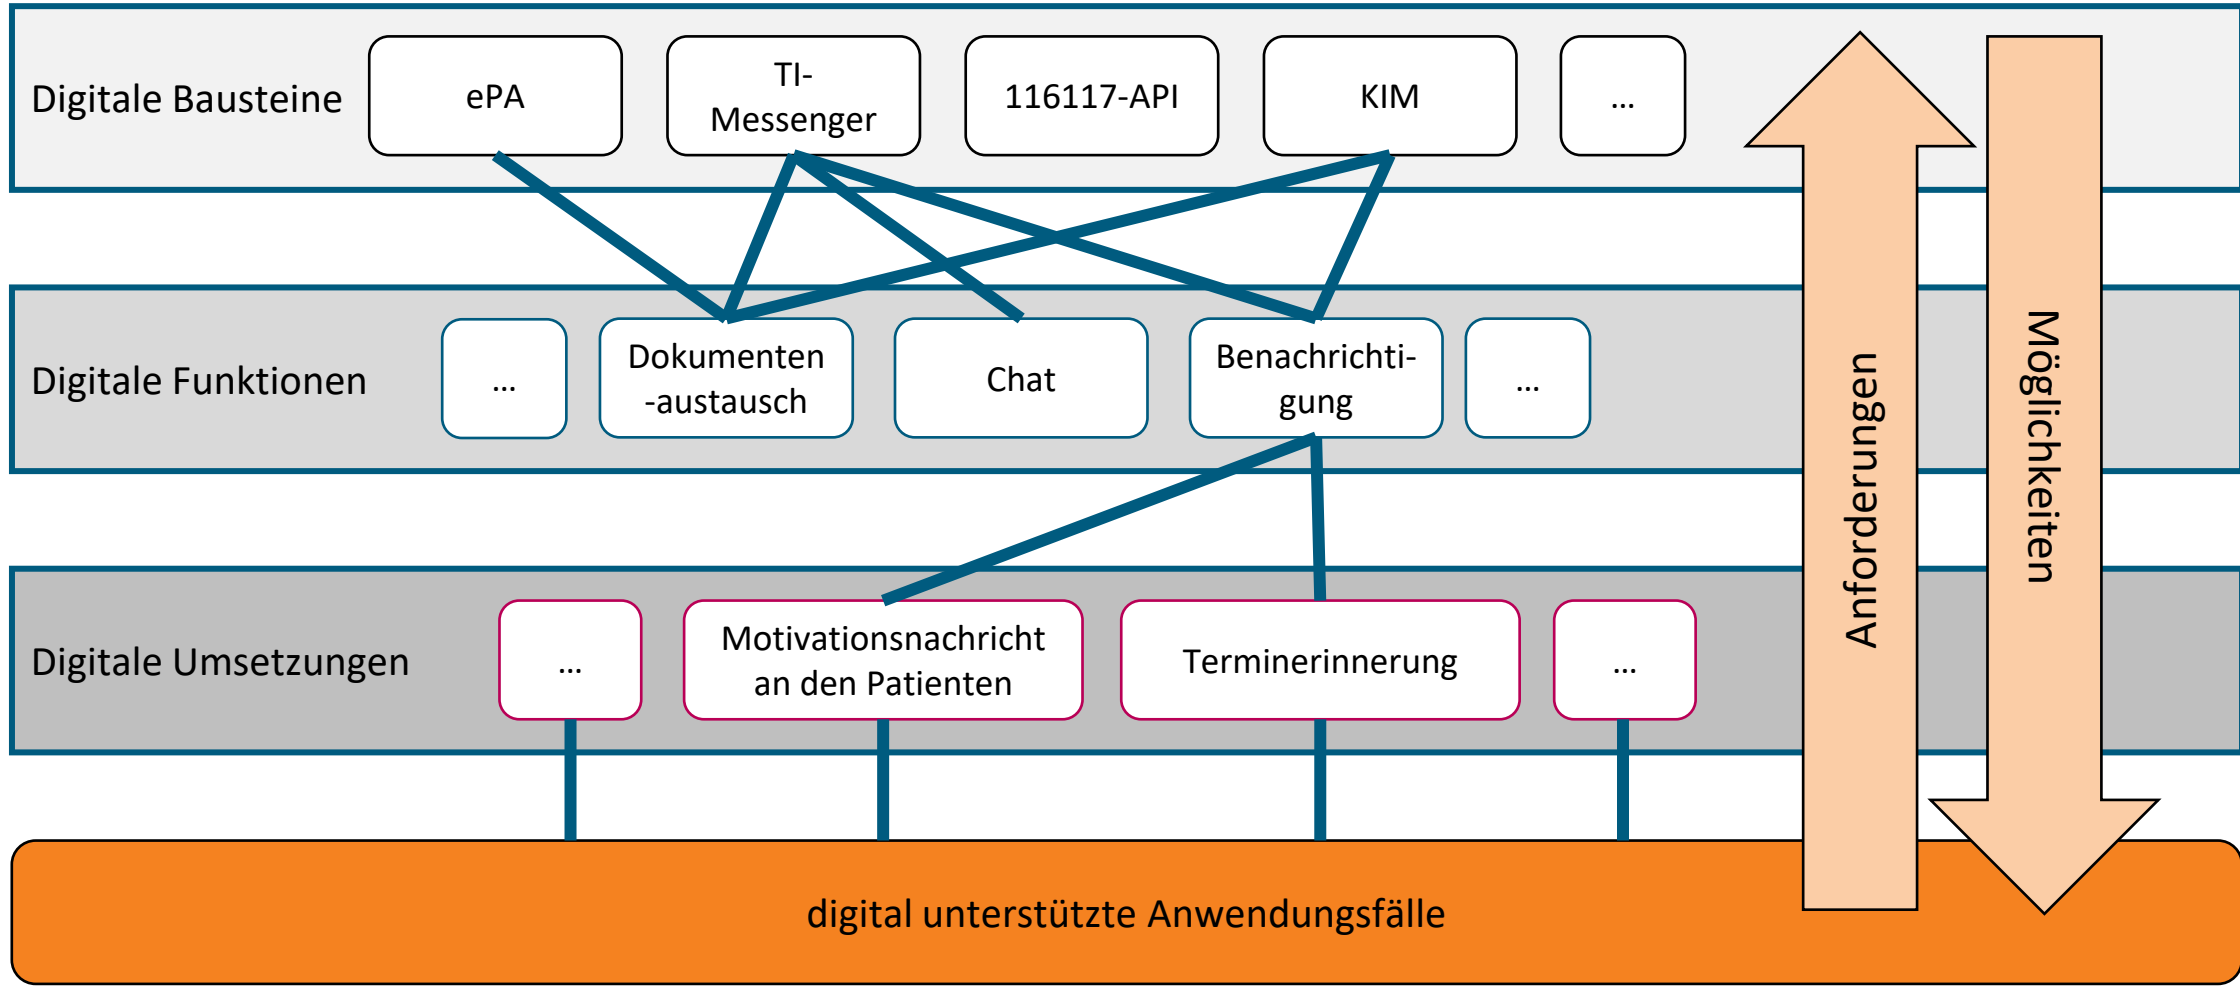 Digitale Bausteine
ePA
TI-
Messenger
116117-API
KIM
...
Digitale Funktionen
...
Dokumenten
-austausch
Chat
Benachrichti-
gung
...
Digitale Umsetzungen
...
Motivationsnachricht
an den Patienten
Terminerinnerung
...
digital unterstützte Anwendungsfälle
Anforderungen
Möglichkeiten